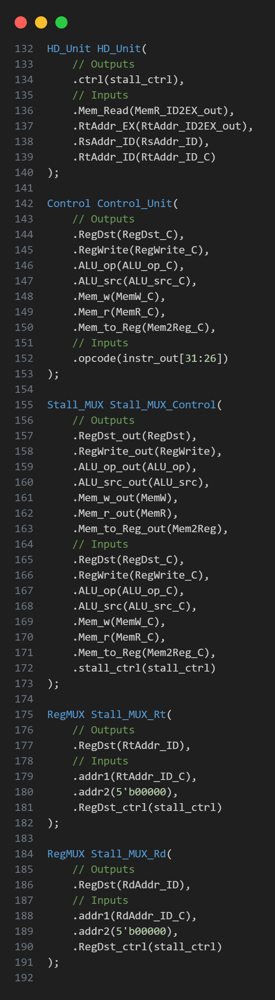 132 HD_Unit HD_Unit(
133     // Outputs
134     .ctrl(stall_ctrl),
135     // Inputs
136     .Mem_Read(MemR_ID2EX_out),
137     .RtAddr_EX(RtAddr_ID2EX_out),
138     .RsAddr_ID(RsAddr_ID),
139     .RtAddr_ID(RtAddr_ID_C)
140 );
141
142 Control Control_Unit(
143     // Outputs
144     .RegDst(RegDst_C),
145     .RegWrite(RegWrite_C),
146     .ALU_op(ALU_op_C),
147     .ALU_src(ALU_src_C),
148     .Mem_w(MemW_C),
149     .Mem_r(MemR_C),
150     .Mem_to_Reg(Mem2Reg_C),
151     // Inputs
152     .opcode(instr_out[31:26])
153 );
154
155 Stall_MUX Stall_MUX_Control(
156     // Outputs
157     .RegDst_out(RegDst),
158     .RegWrite_out(RegWrite),
159     .ALU_op_out(ALU_op),
160     .ALU_src_out(ALU_src),
161     .Mem_w_out(MemW),
162     .Mem_r_out(MemR),
163     .Mem_to_Reg_out(Mem2Reg),
164     // Inputs
165     .RegDst(RegDst_C),
166     .RegWrite(RegWrite_C),
167     .ALU_op(ALU_op_C),
168     .ALU_src(ALU_src_C),
169     .Mem_w(MemW_C),
170     .Mem_r(MemR_C),
171     .Mem_to_Reg(Mem2Reg_C),
172     .stall_ctrl(stall_ctrl)
173 );
174
175 RegMUX Stall_MUX_Rt(
176     // Outputs
177     .RegDst(RtAddr_ID),
178     // Inputs
179     .addr1(RtAddr_ID_C),
180     .addr2(5'b00000),
181     .RegDst_ctrl(stall_ctrl)
182 );
183
184 RegMUX Stall_MUX_Rd(
185     // Outputs
186     .RegDst(RdAddr_ID),
187     // Inputs
188     .addr1(RdAddr_ID_C),
189     .addr2(5'b00000),
190     .RegDst_ctrl(stall_ctrl)
191 );
192